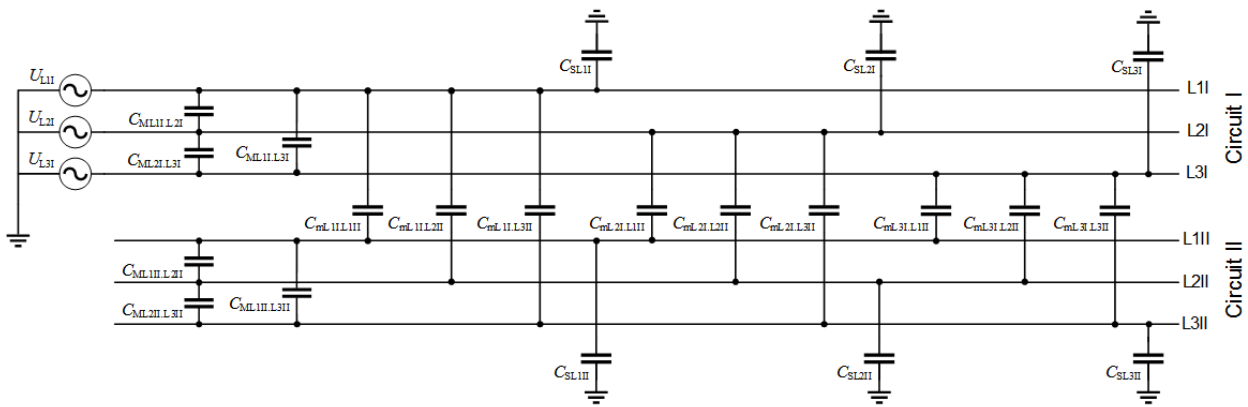 C_SL1I
C_SL2I
C_SL3I
U_L1I
L1I
U_L2I
C_ML1I.L2I
L2I
U_L3I
C_ML2I.L3I
C_ML1I.L3I
L3I
Circuit I
C_mL1I.L1II
C_mL1I.L2II
C_mL1I.L3II
C_mL2I.L1II
C_mL2I.L2II
C_mL2I.L3II
C_mL3I.L1II
C_mL3I.L2II
C_mL3I.L3II
L1II
C_ML1II.L2II
L2II
C_ML2II.L3II
C_ML1II.L3II
L3II
Circuit II
C_SL1II
C_SL2II
C_SL3II